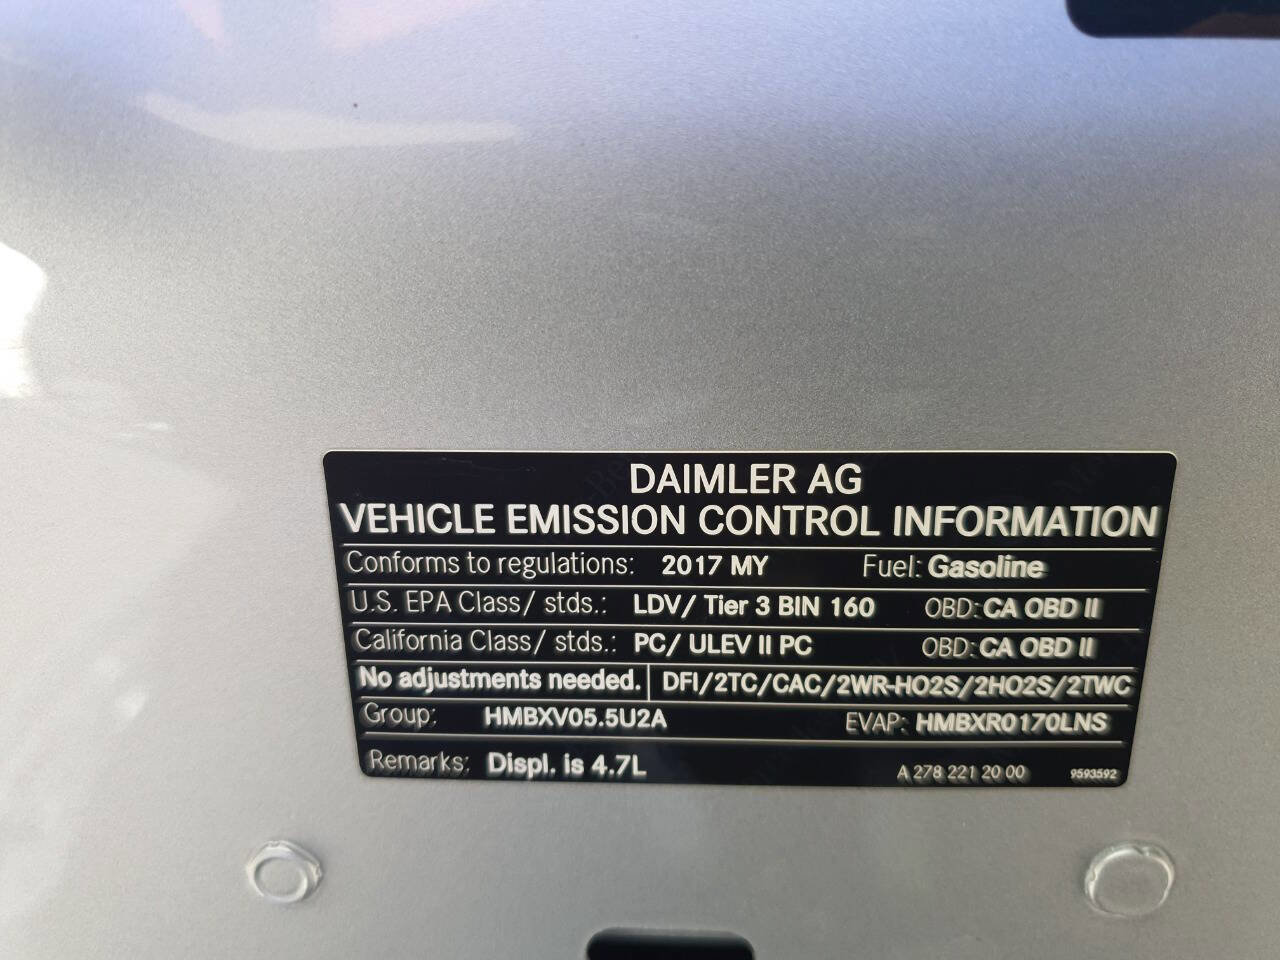 DAIMLER AG
VEHICLE EMISSION CONTROL INFORMATION
Conforms to regulations: 2017 MY Fuel: Gasoline
U.S. EPA Class/ stds.: LDV/ Tier 3 BIN 160 OBD: CA OBD II
California Class/ stds.: PC/ ULEV II PC OBD: CA OBD II
No adjustments needed. DFI/2TC/CAC/2WR-HO2S/2HO2S/2TWC
Group: HMBXV05.5U2A EVAP: HMBXR0170LNS
Remarks: Displ. is 4.7L A 278 221 20 00 9593592